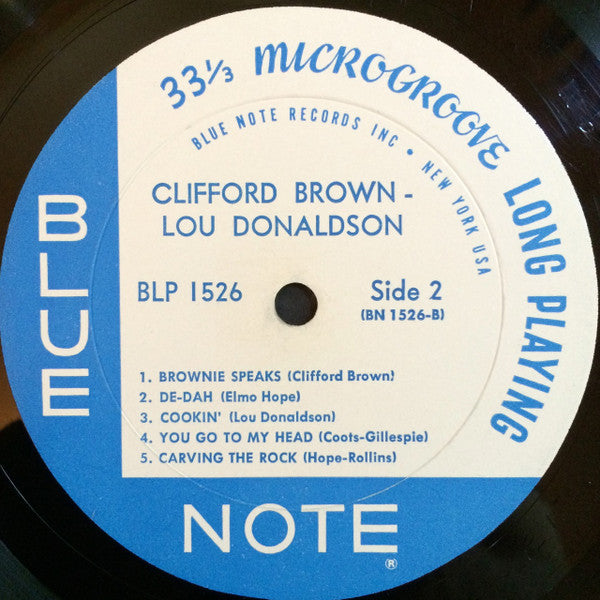 33⅓ MICROGROOVE LONG PLAYING
BLUE NOTE RECORDS INC • NEW YORK USA
CLIFFORD BROWN -
LOU DONALDSON
BLP 1526
Side 2
(BN 1526-B)
1. BROWNIE SPEAKS (Clifford Brown)
2. DE-DAH (Elmo Hope)
3. COOKIN' (Lou Donaldson)
4. YOU GO TO MY HEAD (Coots-Gillespie)
5. CARVING THE ROCK (Hope-Rollins)
BLUE
NOTE
®